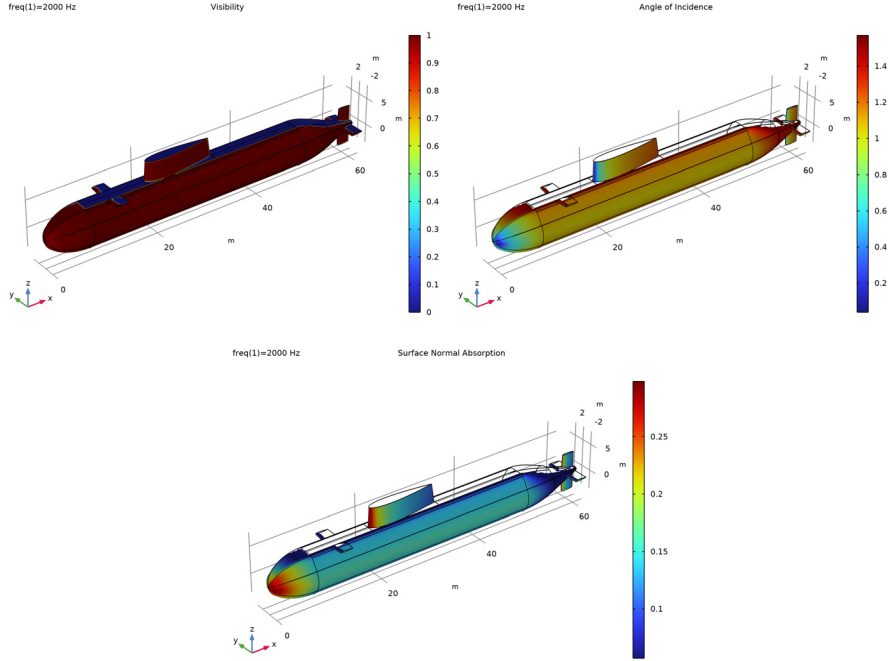 freq(1)=2000 Hz
Visibility
1
0.9
0.8
0.7
0.6
0.5
0.4
0.3
0.2
0.1
0
m
2
-2
5
m
0
60
40
20
m
0
z
y
x
freq(1)=2000 Hz
Angle of Incidence
1.4
1.2
1
0.8
0.6
0.4
0.2
m
2
-2
5
m
0
60
40
20
m
0
z
y
x
freq(1)=2000 Hz
Surface Normal Absorption
0.25
0.2
0.15
0.1
m
2
-2
5
m
0
60
40
20
m
0
z
y
x